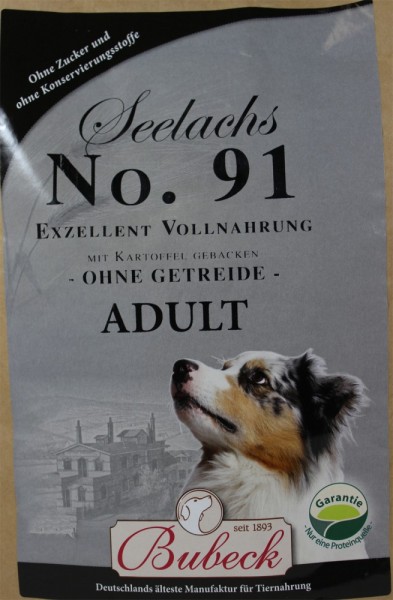 Ohne Zucker und
ohne Konservierungsstoffe
Seelachs
No. 91
EXZELLENT VOLLNAHRUNG
MIT KARTOFFEL GEBACKEN
- OHNE GETREIDE -
ADULT
Garantie
- Nur eine Proteinquelle -
seit 1893
Bubeck
Deutschlands älteste Manufaktur für Tiernahrung